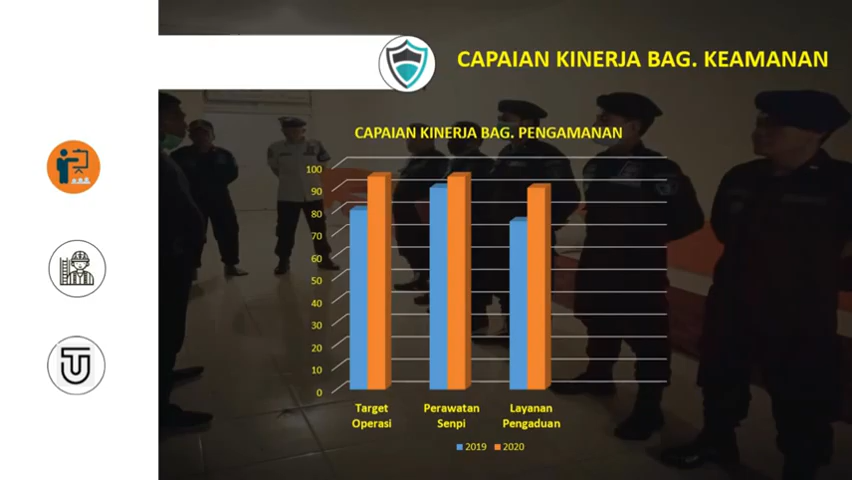 CAPAIAN KINERJA BAG. KEAMANAN
CAPAIAN KINERJA BAG. PENGAMANAN
100
90
80
70
60
50
40
30
20
10
0
Target Operasi
Perawatan Senpi
Layanan Pengaduan
2019 2020